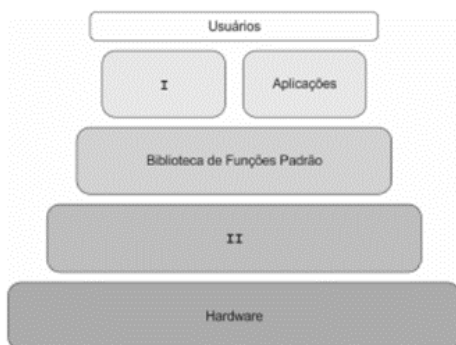 Usuários
I
Aplicações
Biblioteca de Funções Padrão
II
Hardware